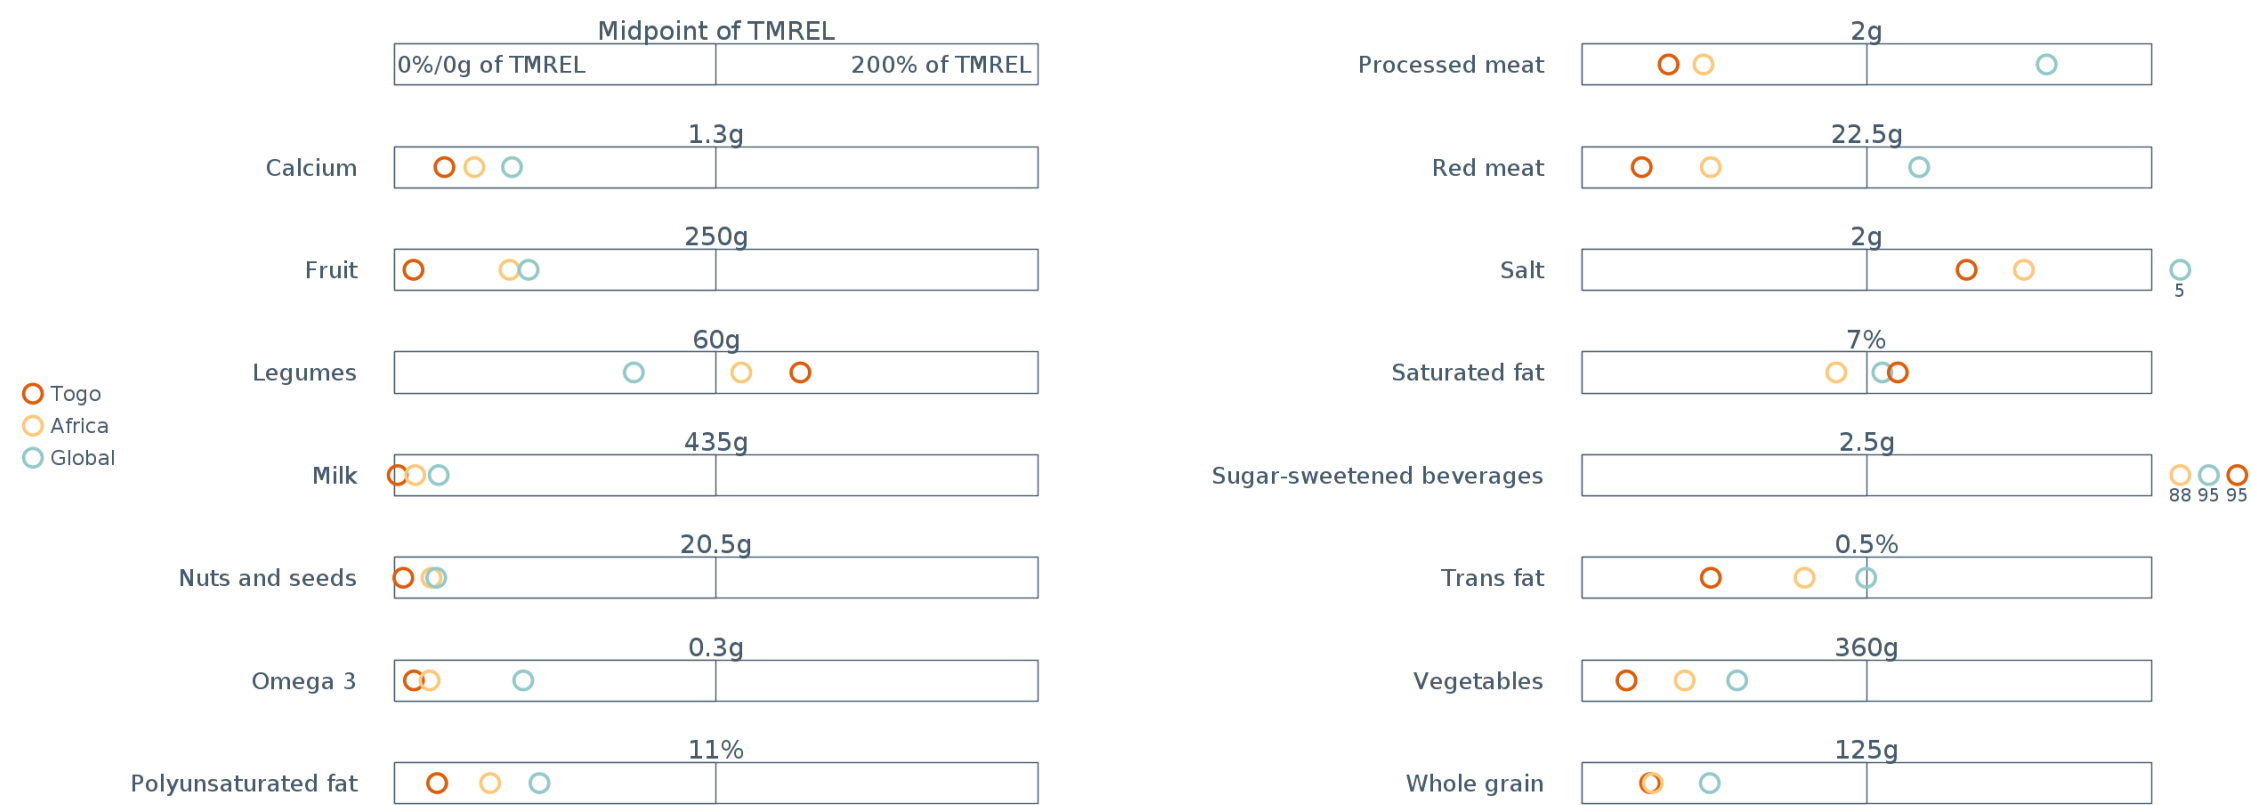 Midpoint of TMREL
0%/0g of TMREL
200% of TMREL
1.3g
Calcium
250g
Fruit
60g
Legumes
435g
Milk
20.5g
Nuts and seeds
0.3g
Omega 3
11%
Polyunsaturated fat
Togo
Africa
Global
2g
Processed meat
22.5g
Red meat
2g
Salt
5
7%
Saturated fat
2.5g
Sugar-sweetened beverages
88 95 95
0.5%
Trans fat
360g
Vegetables
125g
Whole grain